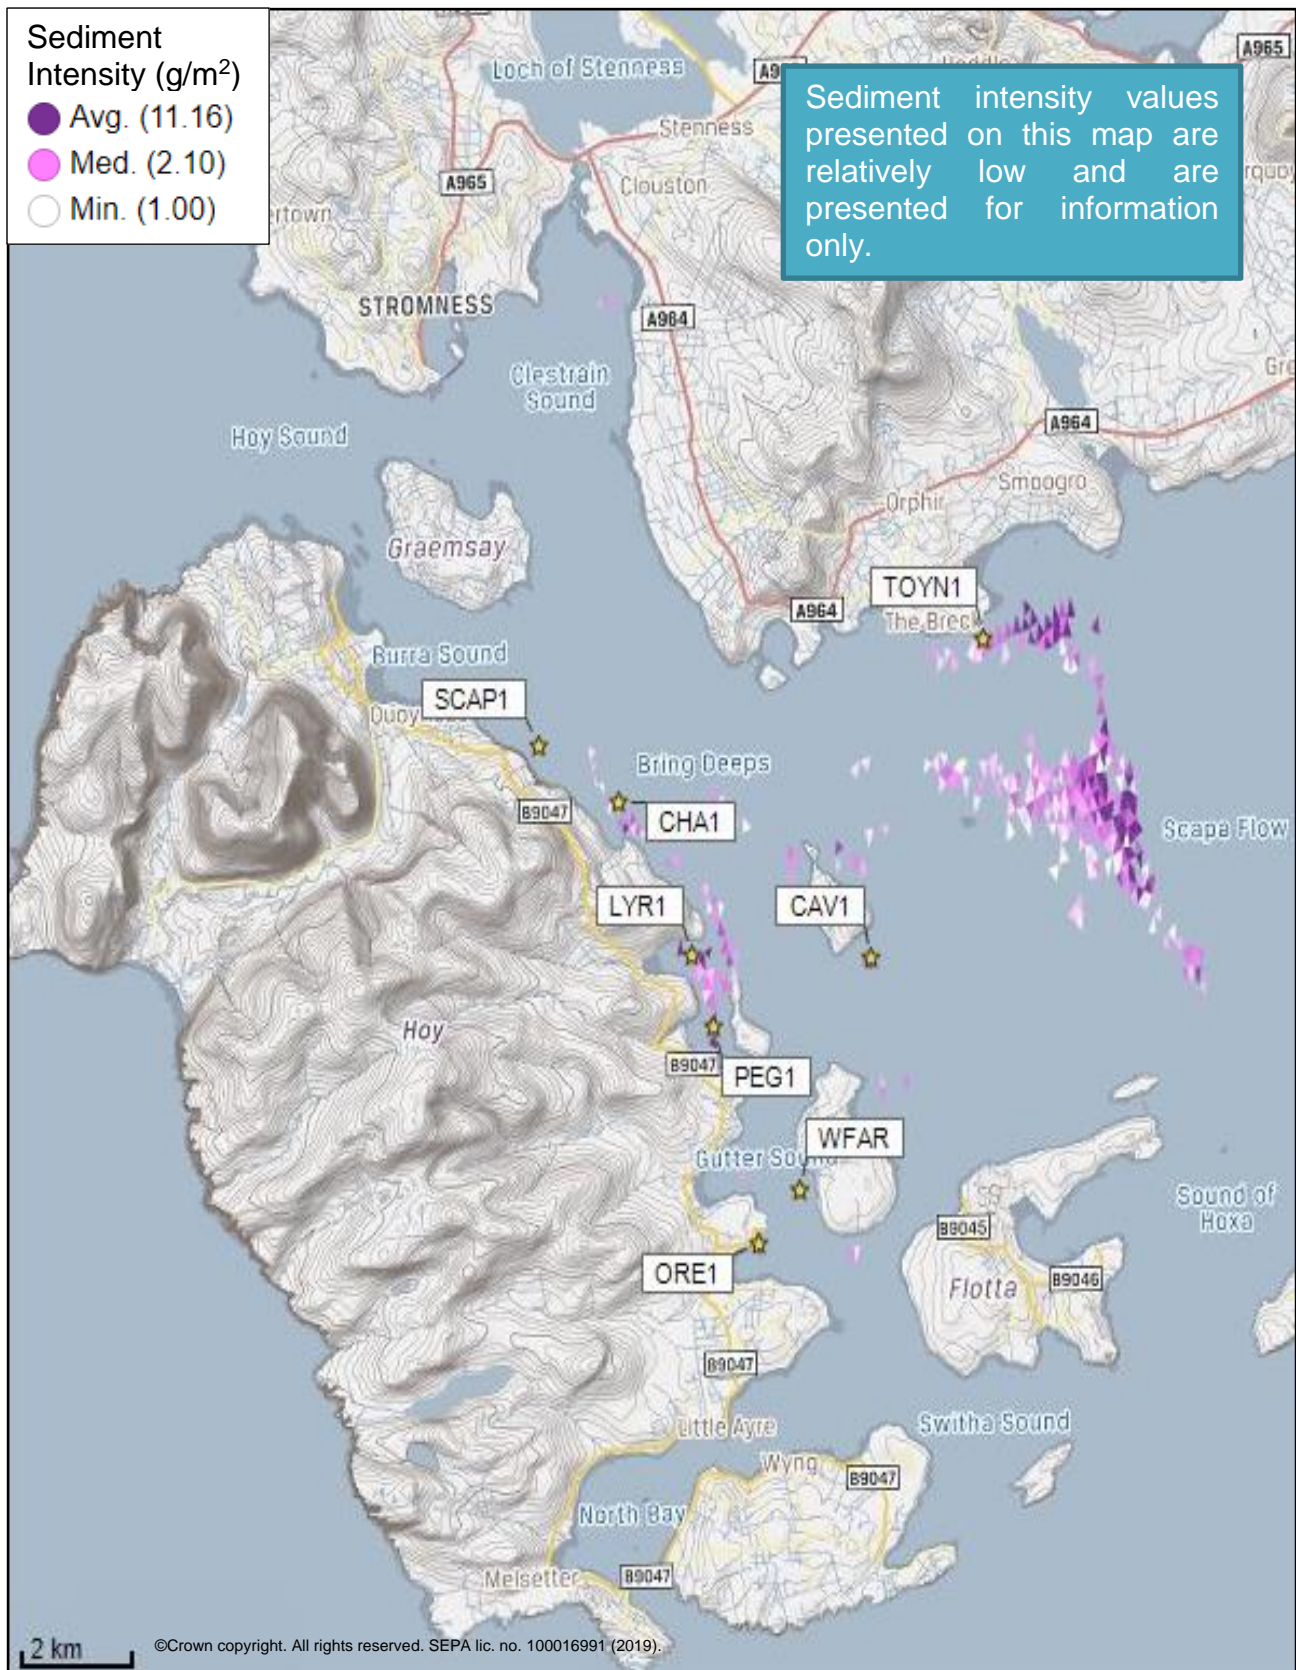 Sediment
Intensity (g/m²)
Avg. (11.16)
Med. (2.10)
Min. (1.00)
Sediment intensity values
presented on this map are
relatively low and are
presented for information
only.
Loch of Stenness
A965
Stenness
A965
Clouston
STROMNESS
A964
Clestrain
Sound
Hoy Sound
A964
Smoogro
Orphir
Graemsay
TOYN1
A964
The Breck
Burra Sound
SCAP1
Bring Deeps
B9047
CHA1
Scapa Flow
LYR1
CAV1
Hoy
B9047
PEG1
WFAR
Gutter Sound
Sound of
Hoxa
B9045
ORE1
Flotta
B9046
B9047
Little Ayre
Switha Sound
Wyng
B9047
North Bay
Melsetter
B9047
2 km
©Crown copyright. All rights reserved. SEPA lic. no. 100016991 (2019).